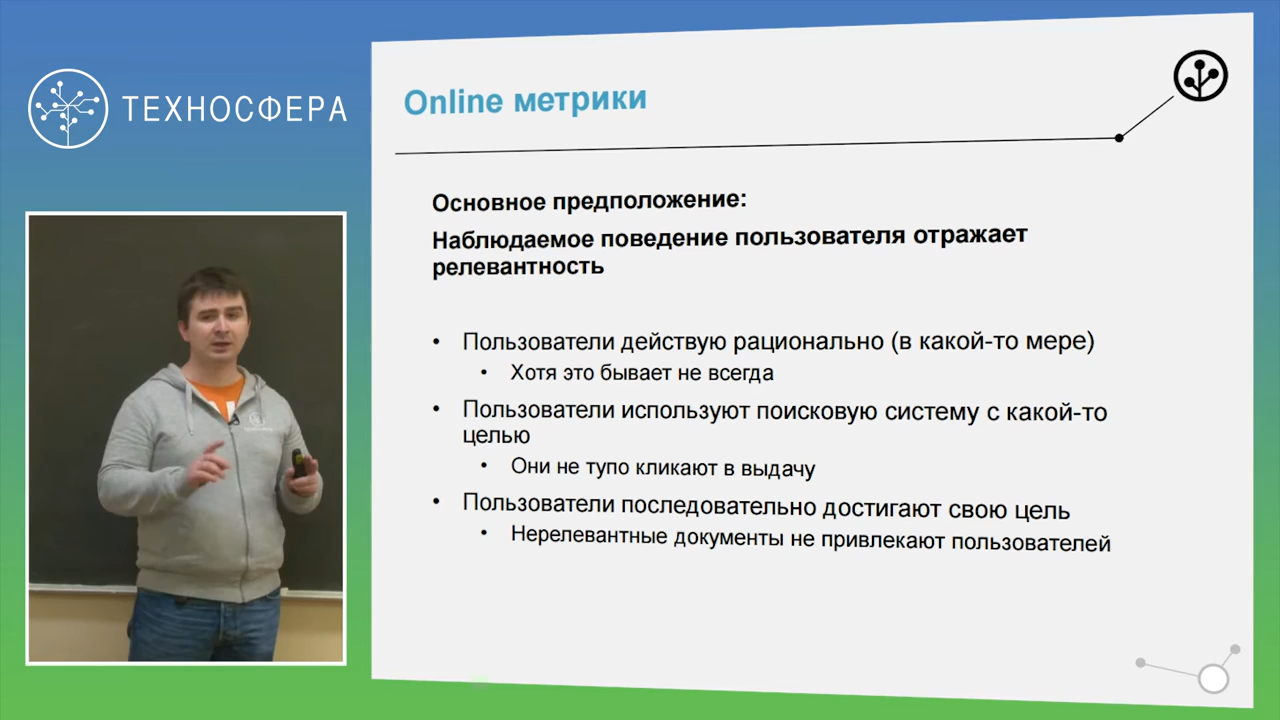 ТЕХНОСФЕРА
Online метрики
Основное предположение:
Наблюдаемое поведение пользователя отражает
релевантность
• Пользователи действую рационально (в какой-то мере)
• Хотя это бывает не всегда
• Пользователи используют поисковую систему с какой-то
целью
• Они не тупо кликают в выдачу
• Пользователи последовательно достигают свою цель
• Нерелевантные документы не привлекают пользователей